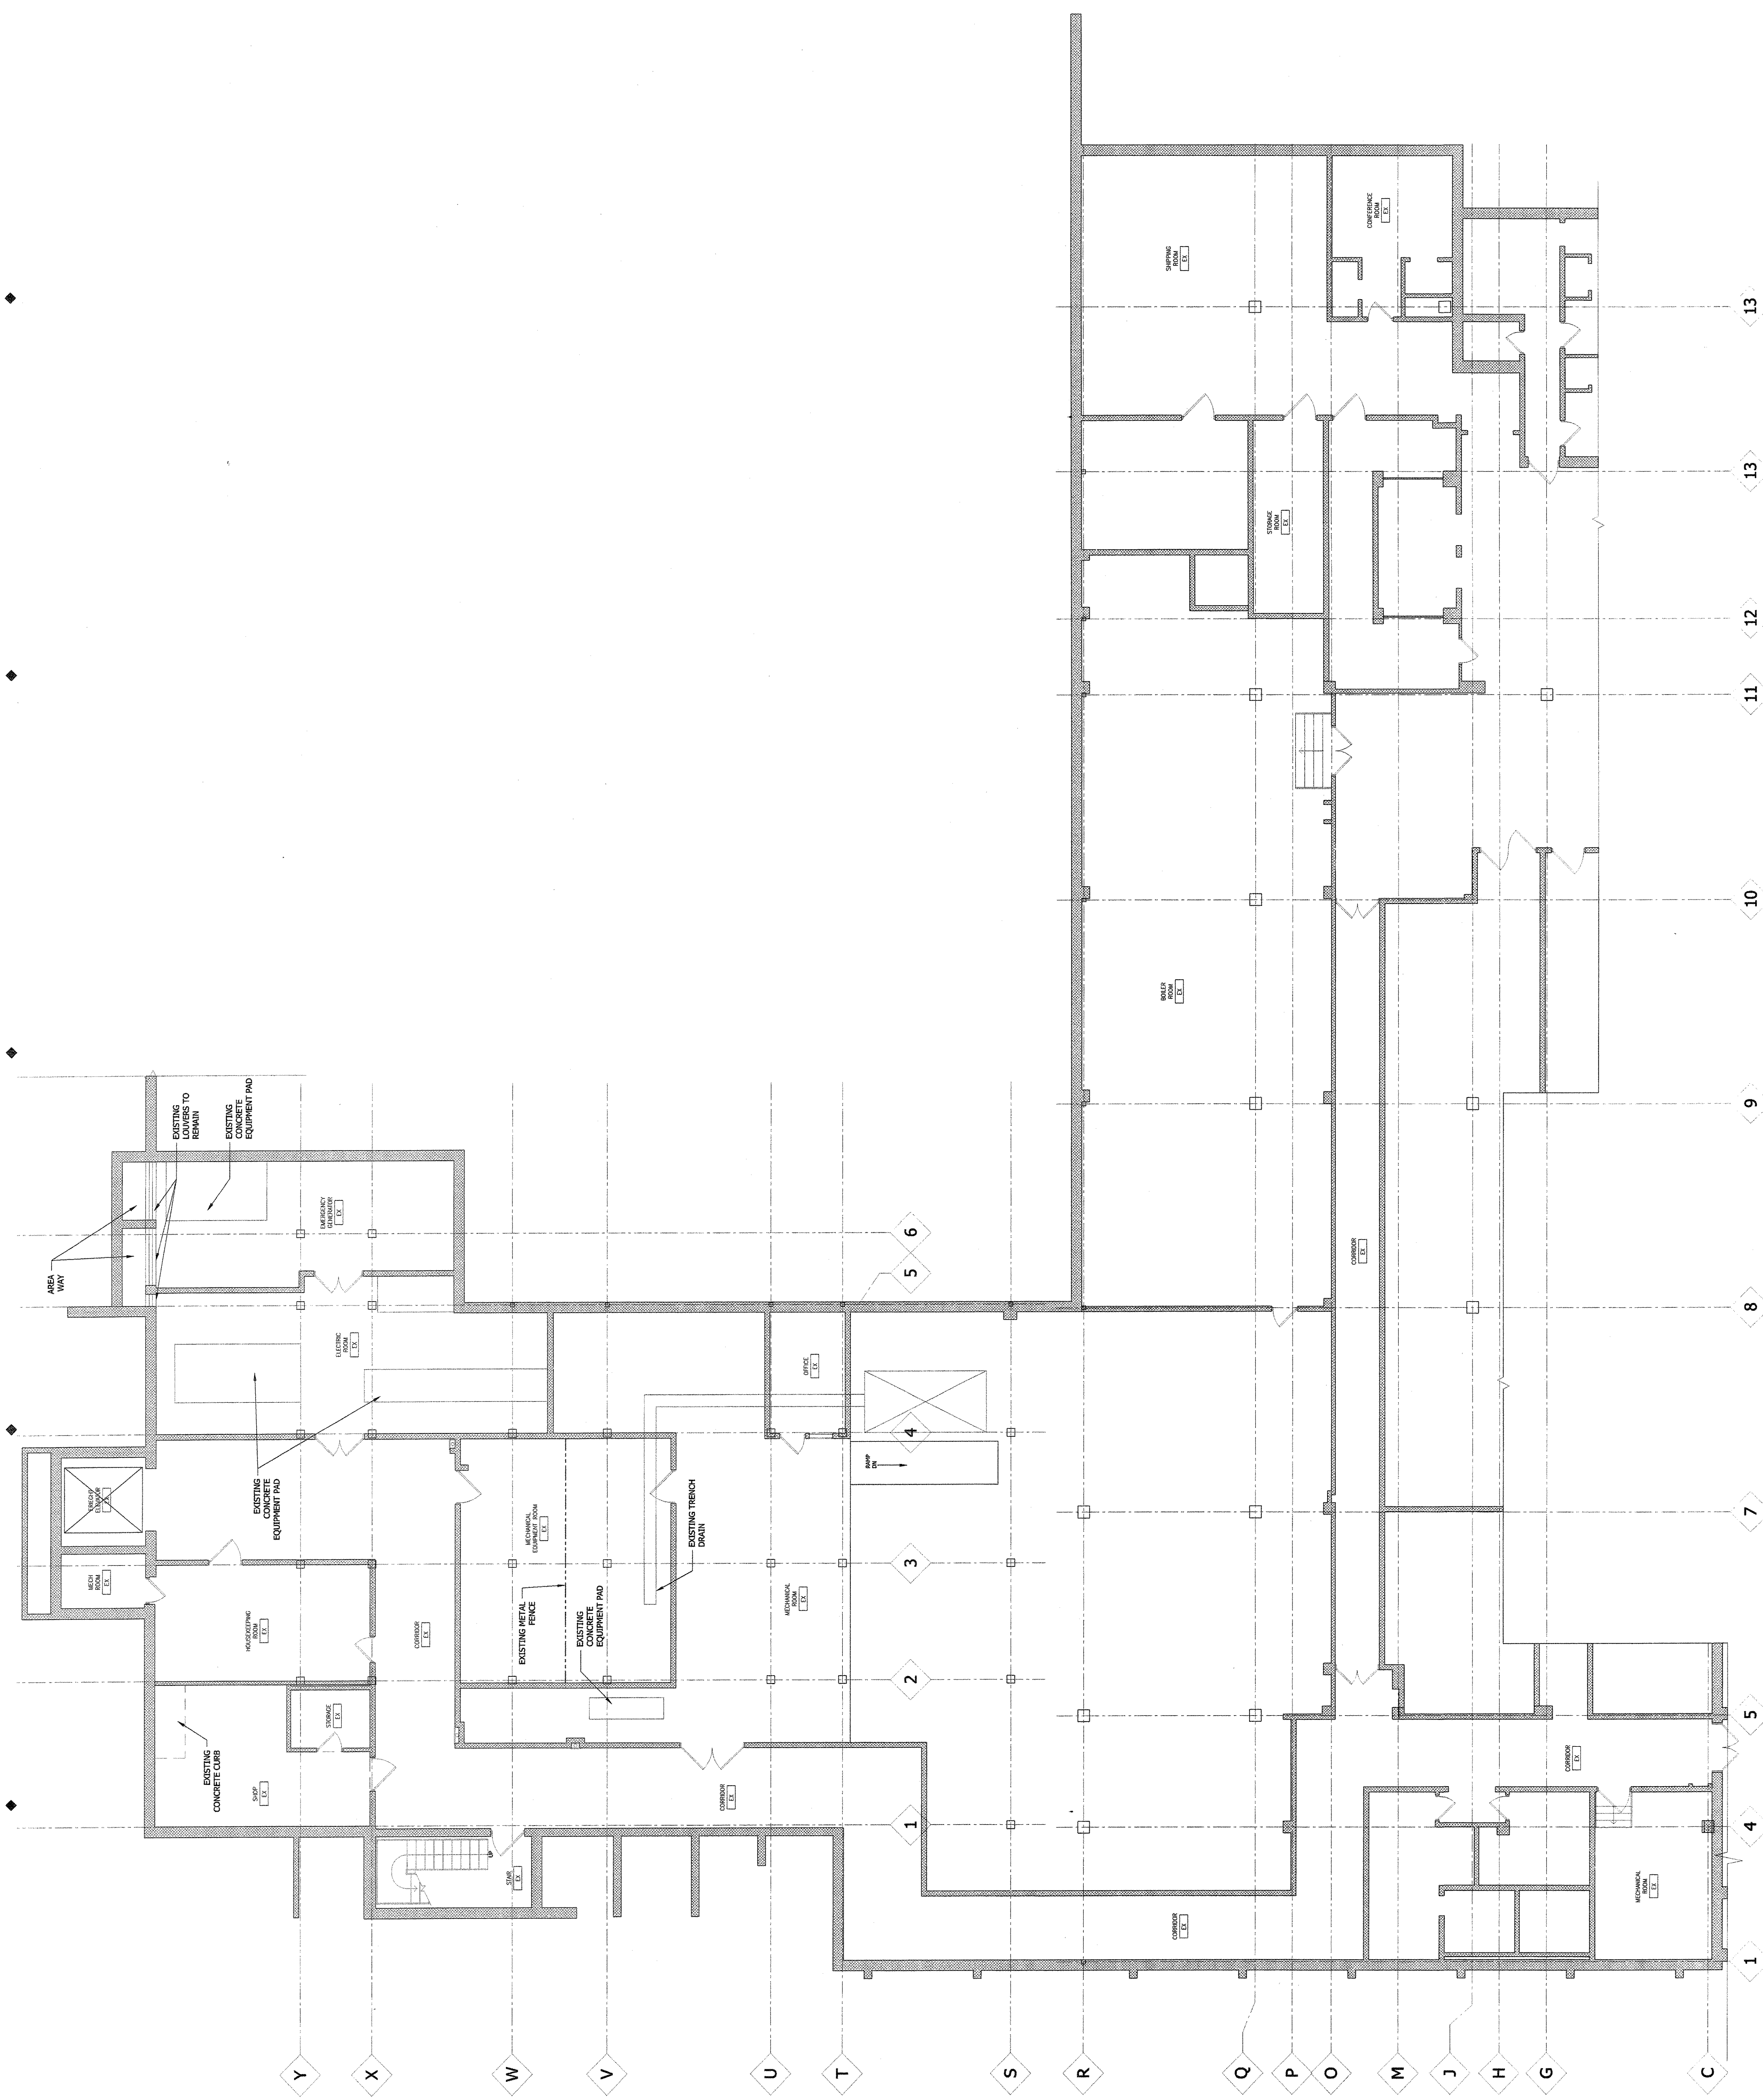 AREA
WAY
EXISTING
LOUVERS TO
REMAIN
EXISTING
CONCRETE
EQUIPMENT PAD
EMERGENCY
GENERATOR
EX
ELECTRIC
ROOM
EX
ELEVATOR
EX
EXISTING
CONCRETE
EQUIPMENT PAD
MECH
ROOM
EX
HOUSEKEEPING
ROOM
EX
CORRIDOR
EX
EXISTING
CONCRETE CURB
STORAGE
EX
SHOP
EX
STAIR
EX
UP
MECHANICAL
EQUIPMENT ROOM
EX
EXISTING METAL
FENCE
EXISTING
CONCRETE
EQUIPMENT PAD
EXISTING TRENCH
DRAIN
MECHANICAL
ROOM
EX
OFFICE
EX
RAMP
DN
CORRIDOR
EX
6
5
4
3
2
1
SHIPPING
ROOM
EX
CONFERENCE
ROOM
EX
STORAGE
ROOM
EX
BOILER
ROOM
EX
CORRIDOR
EX
CORRIDOR
EX
CORRIDOR
EX
MECHANICAL
ROOM
EX
13
13
12
11
10
9
8
7
5
4
1
Y
X
W
V
U
T
S
R
Q
P
O
M
J
H
G
C